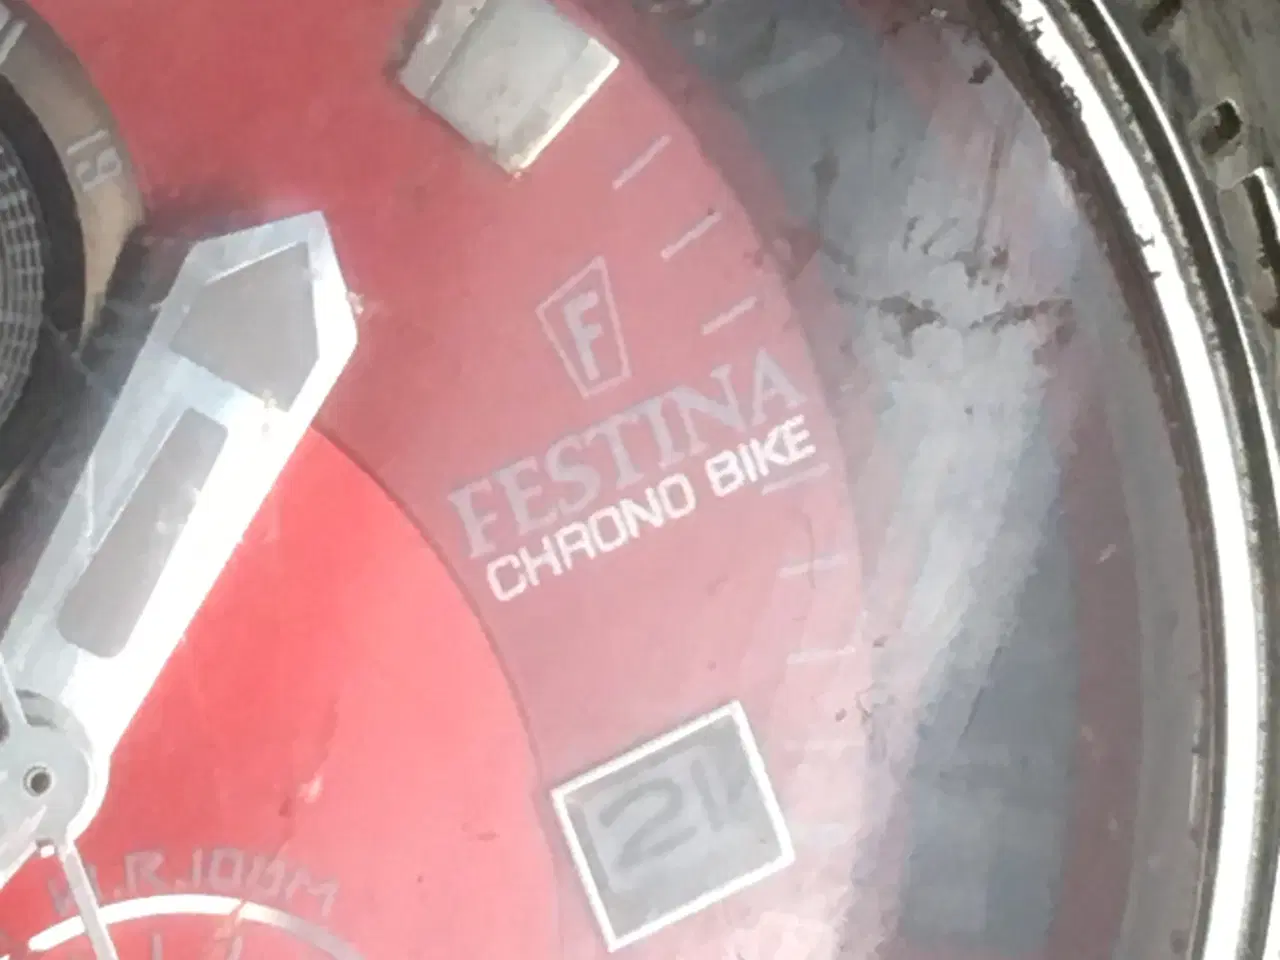 F
FESTINA
CHRONO BIKE
21
W.R.100M